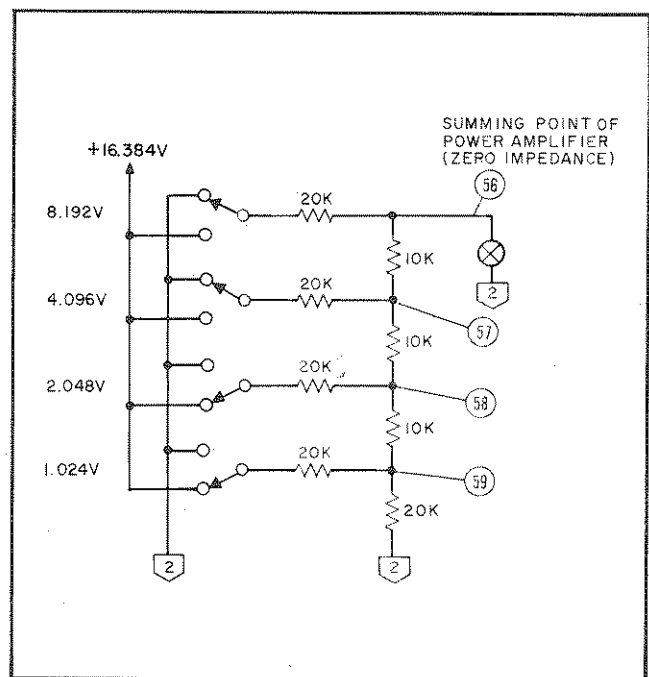 SUMMING POINT OF
POWER AMPLIFIER
(ZERO IMPEDANCE)
+16.384V
56
20K
8.192V
10K
2
20K
4.096V
57
10K
20K
2.048V
58
10K
20K
1.024V
59
20K
2
2